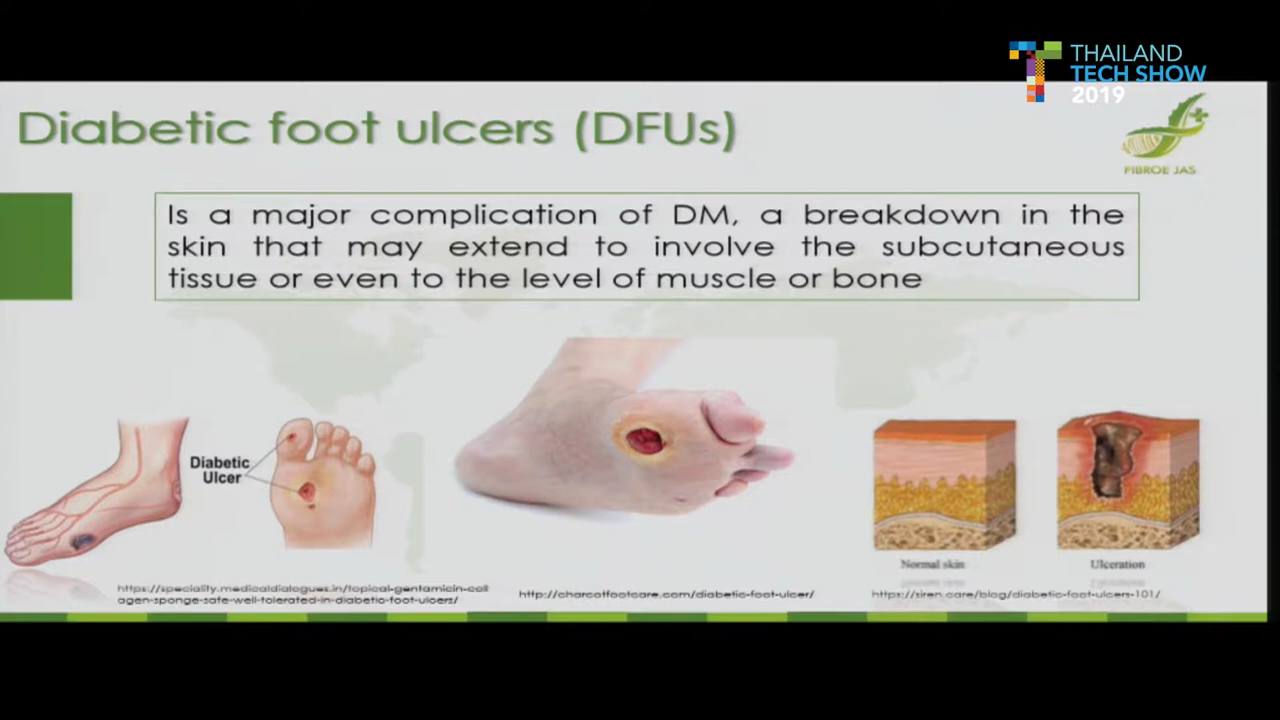 THAILAND
TECH SHOW
2019
Diabetic foot ulcers (DFUs)
FIBROE JAS
Is a major complication of DM, a breakdown in the
skin that may extend to involve the subcutaneous
tissue or even to the level of muscle or bone
Diabetic
Ulcer
Normal skin
Ulceration
https://speciality.medicaldialogues.in/topical-gentamicin-coll
agen-sponge-safe-well-tolerated-in-diabetic-foot-ulcers/
http://charcotfootcare.com/diabetic-foot-ulcer/
https://siren.care/blog/diabetic-foot-ulcers-101/